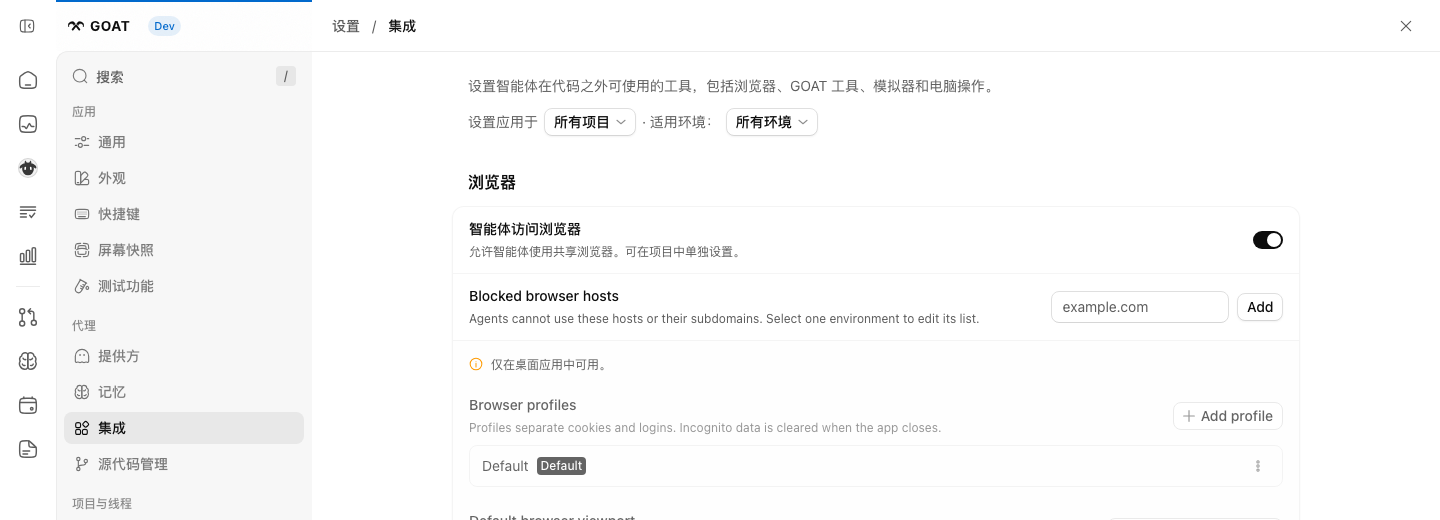 GOAT Dev
设置 / 集成
搜索 /
应用
通用
外观
快捷键
屏幕快照
测试功能
代理
提供方
记忆
集成
源代码管理
项目与线程
设置智能体在代码之外可使用的工具，包括浏览器、GOAT 工具、模拟器和电脑操作。
设置应用于 所有项目 · 适用环境： 所有环境
浏览器
智能体访问浏览器
允许智能体使用共享浏览器。可在项目中单独设置。
Blocked browser hosts
Agents cannot use these hosts or their subdomains. Select one environment to edit its list.
example.com Add
仅在桌面应用中可用。
Browser profiles
Profiles separate cookies and logins. Incognito data is cleared when the app closes.
Add profile
Default Default
Default browser viewport